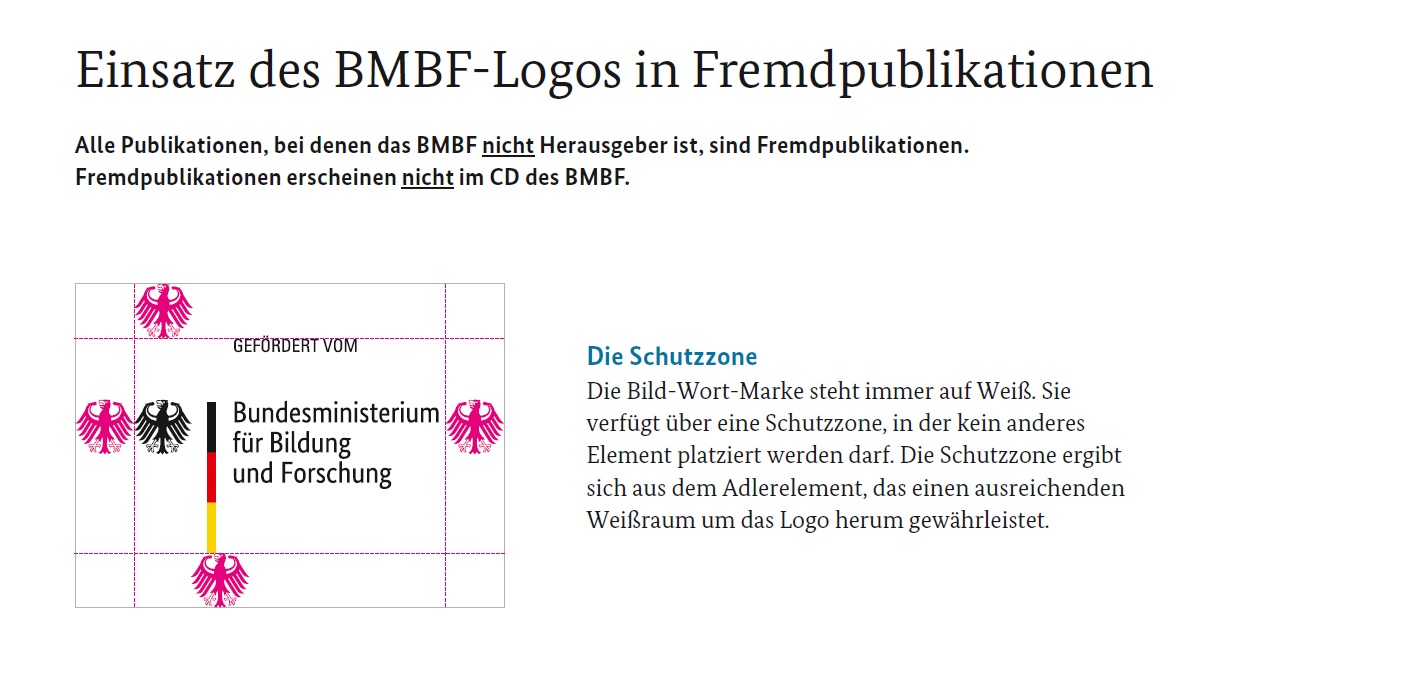 Einsatz des BMBF-Logos in Fremdpublikationen
Alle Publikationen, bei denen das BMBF nicht Herausgeber ist, sind Fremdpublikationen.
Fremdpublikationen erscheinen nicht im CD des BMBF.
GEFÖRDERT VOM
Bundesministerium
für Bildung
und Forschung
Die Schutzzone
Die Bild-Wort-Marke steht immer auf Weiß. Sie
verfügt über eine Schutzzone, in der kein anderes
Element platziert werden darf. Die Schutzzone ergibt
sich aus dem Adlerelement, das einen ausreichenden
Weißraum um das Logo herum gewährleistet.